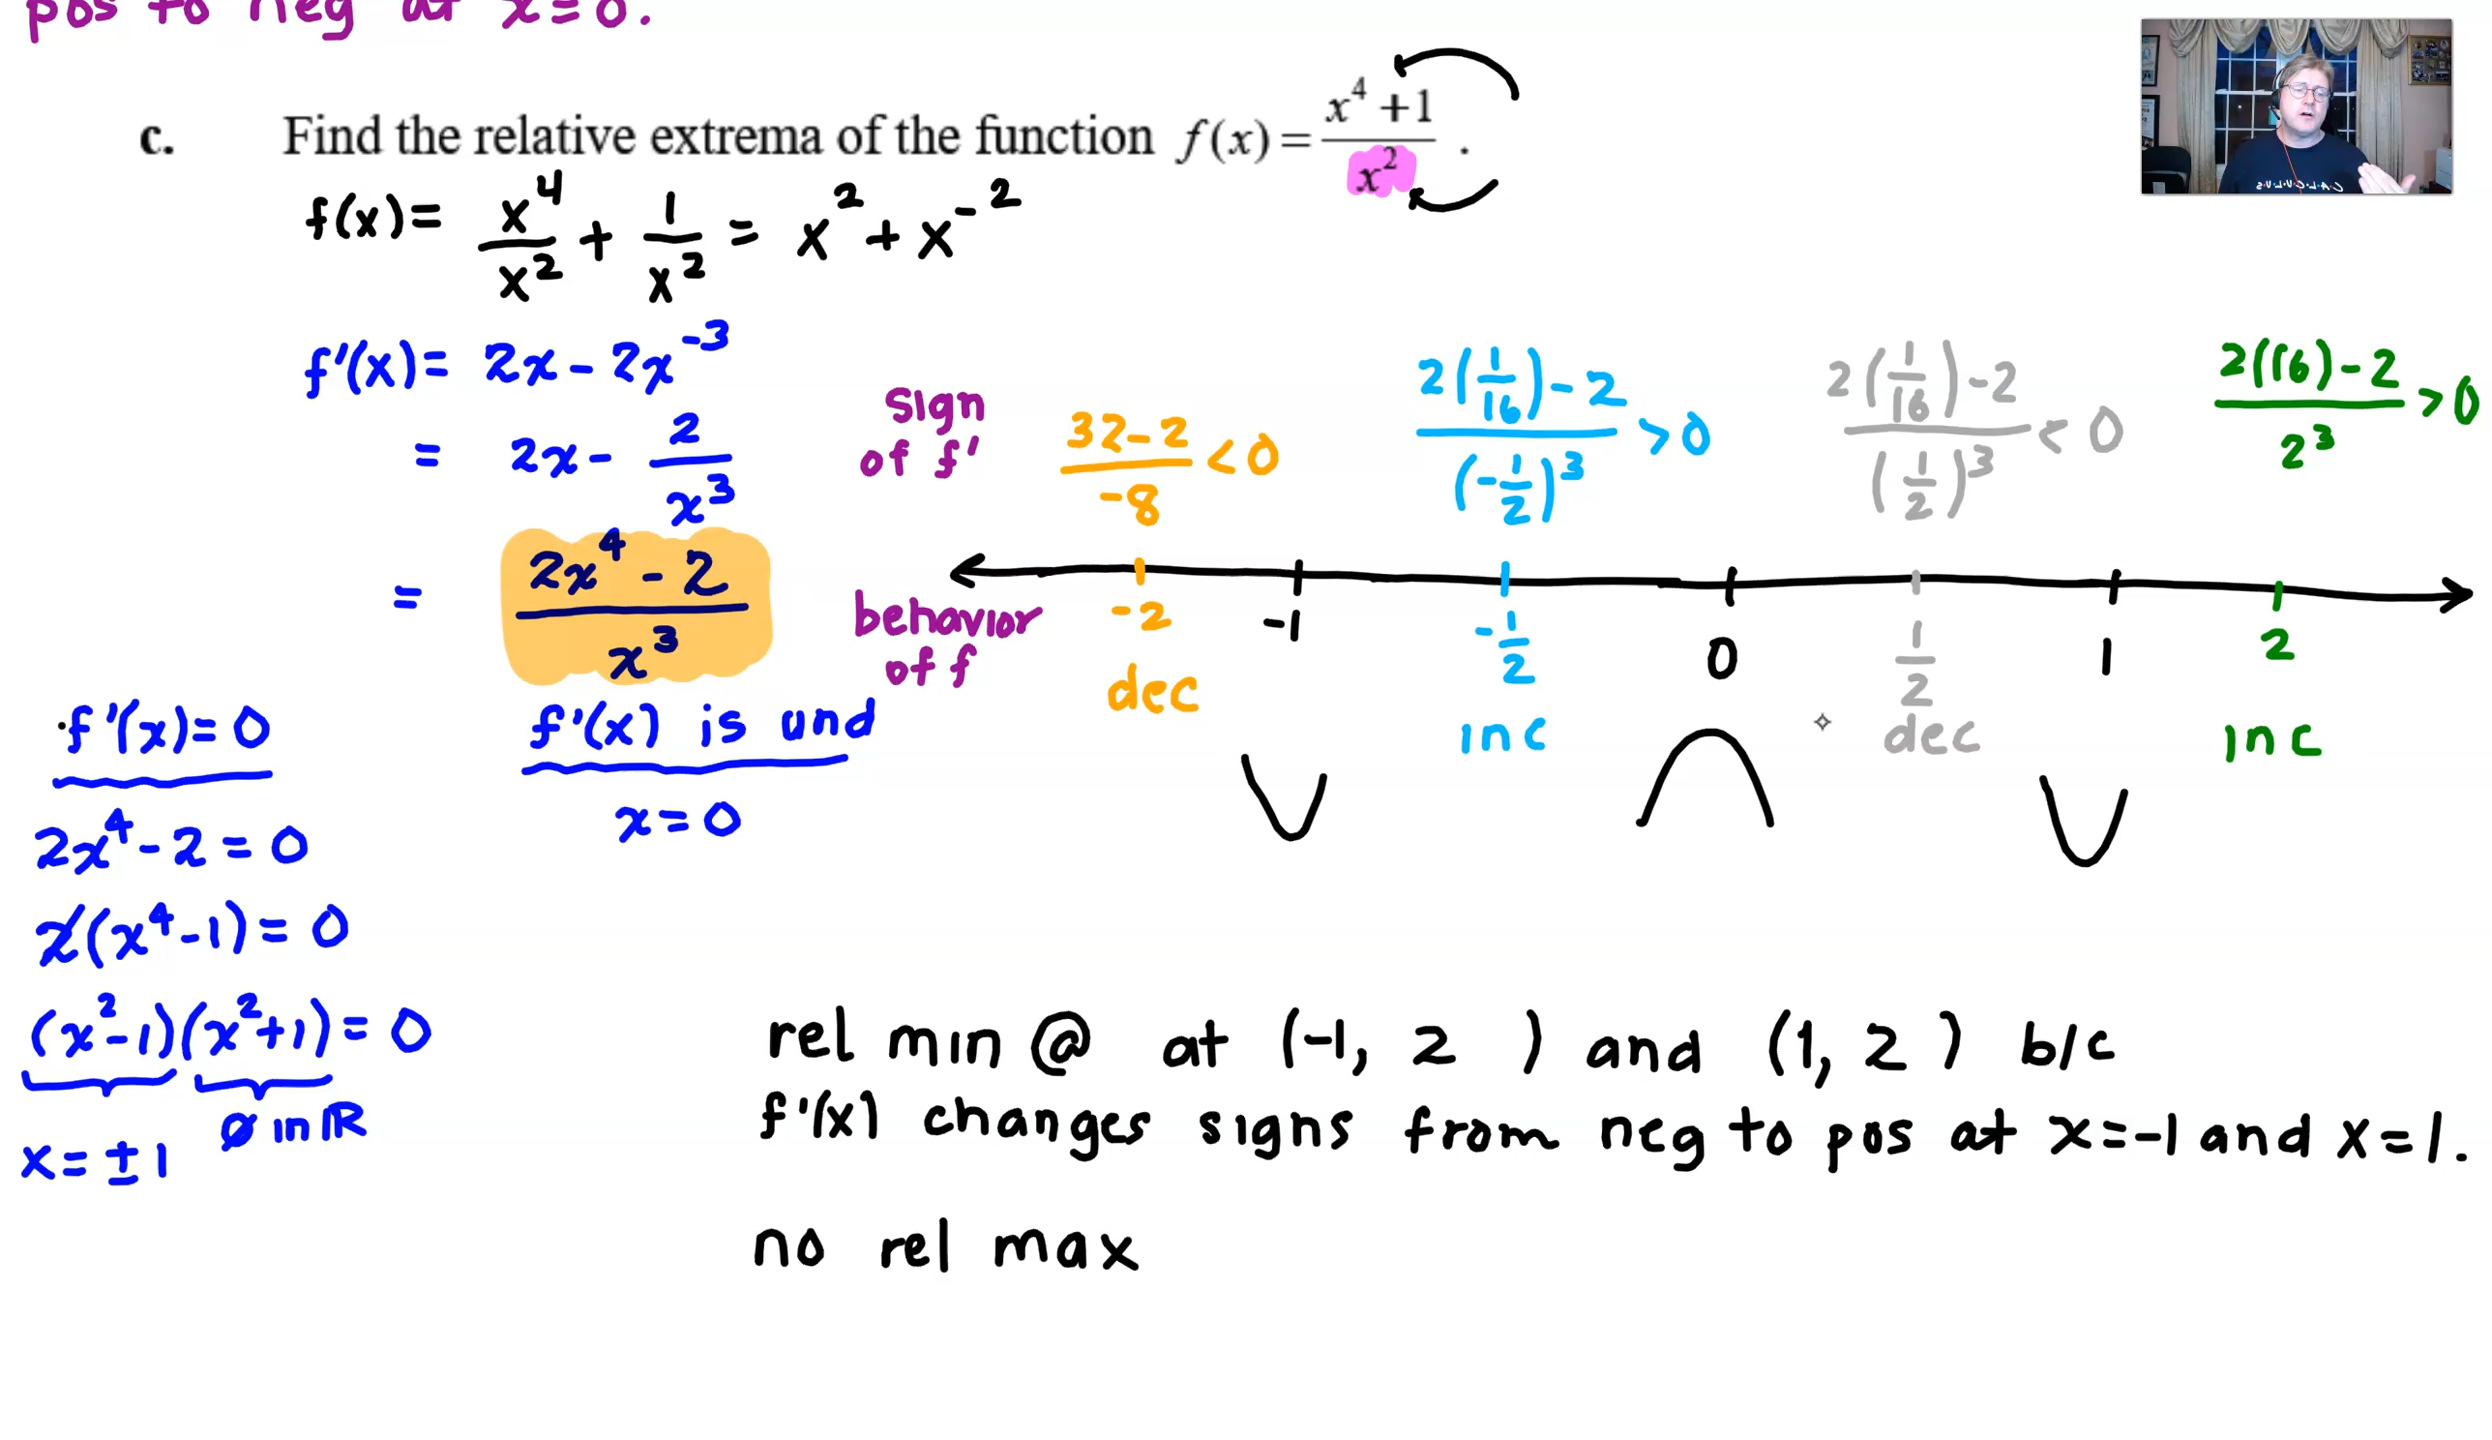 pos to neg at x=0.
c. Find the relative extrema of the function f(x) = (x⁴+1)/x² .
f(x) = x⁴/x² + 1/x² = x² + x⁻²
f'(x) = 2x - 2x⁻³
= 2x - 2/x³
= (2x⁴ - 2)/x³
sign of f'
(32-2)/-8 < 0
(2(1/16) - 2)/(-1/2)³ > 0
(2(1/16) - 2)/(1/2)³ < 0
(2(16) - 2)/2³ > 0
-2 -1 -1/2 0 1/2 1 2
behavior of f
dec inc dec inc
f'(x) = 0
2x⁴ - 2 = 0
2(x⁴ - 1) = 0
(x² - 1)(x² + 1) = 0
x = ±1 ∅ in ℝ
f'(x) is und
x = 0
rel min @ at (-1, 2 ) and (1, 2 ) b/c
f'(x) changes signs from neg to pos at x=-1 and x=1.
no rel max